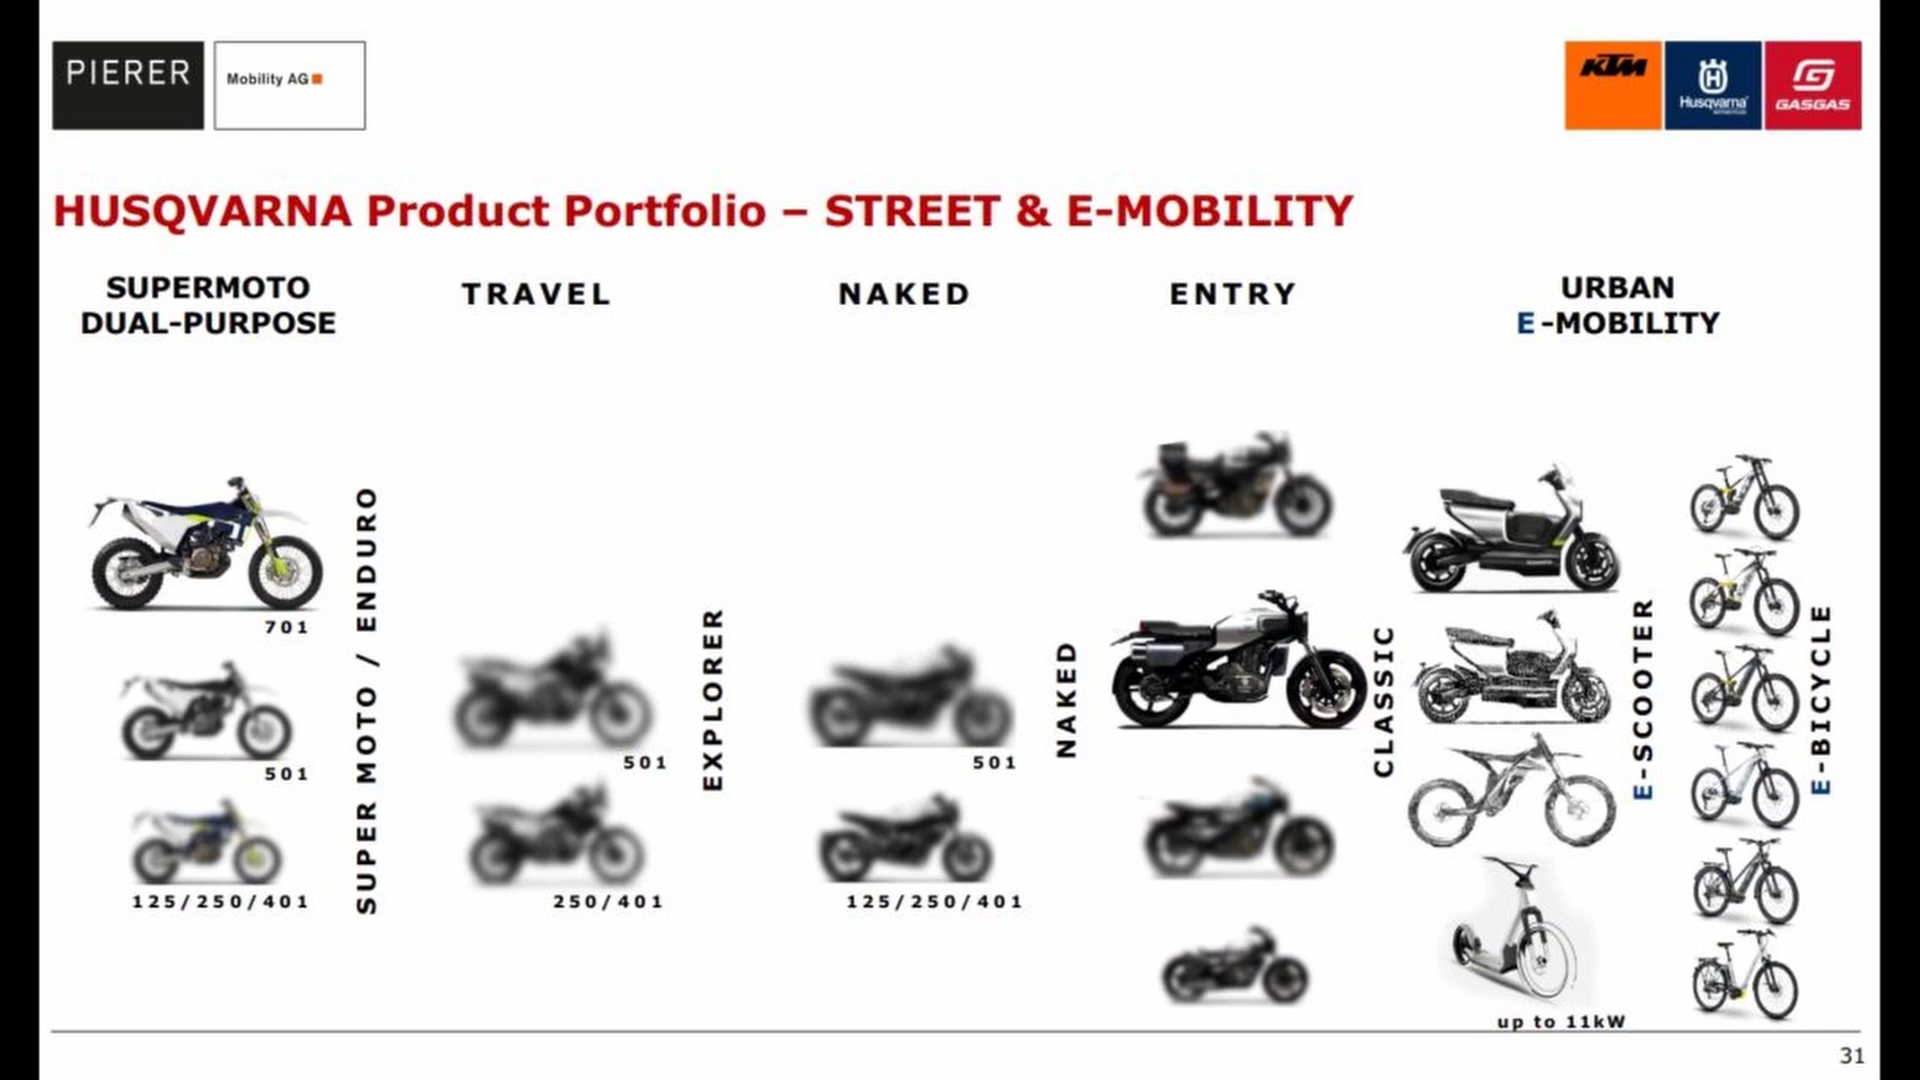 PIERER
Mobility AG
KTM
Husqvarna
GASGAS
HUSQVARNA Product Portfolio – STREET & E-MOBILITY
SUPERMOTO
DUAL-PURPOSE
TRAVEL
NAKED
ENTRY
URBAN
E-MOBILITY
701
501
125/250/401
SUPER MOTO / ENDURO
501
250/401
EXPLORER
501
125/250/401
NAKED
CLASSIC
E-SCOOTER
up to 11kW
E-BICYCLE
31